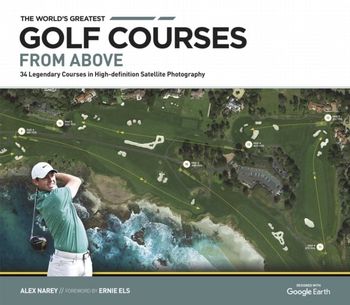 THE WORLD'S GREATEST
GOLF COURSES
FROM ABOVE
34 Legendary Courses in High-definition Satellite Photography
ALEX NAREY // FOREWORD BY ERNIE ELS
DESIGNED WITH
Google Earth